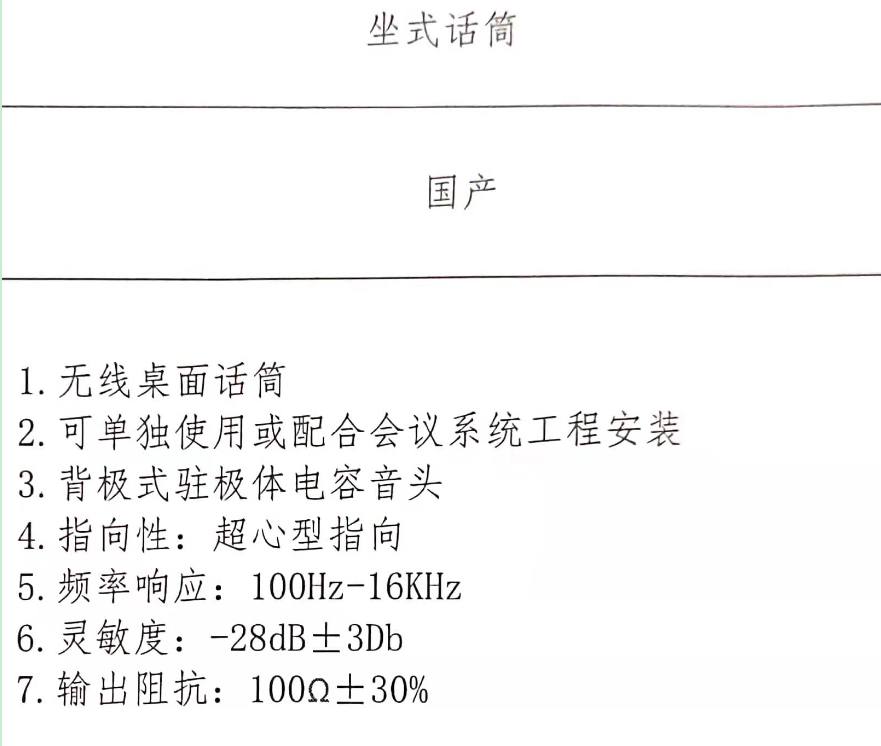 坐式话筒
国产
1.无线桌面话筒
2.可单独使用或配合会议系统工程安装
3.背极式驻极体电容音头
4.指向性：超心型指向
5.频率响应：100Hz-16KHz
6.灵敏度：-28dB±3Db
7.输出阻抗：100Ω±30%